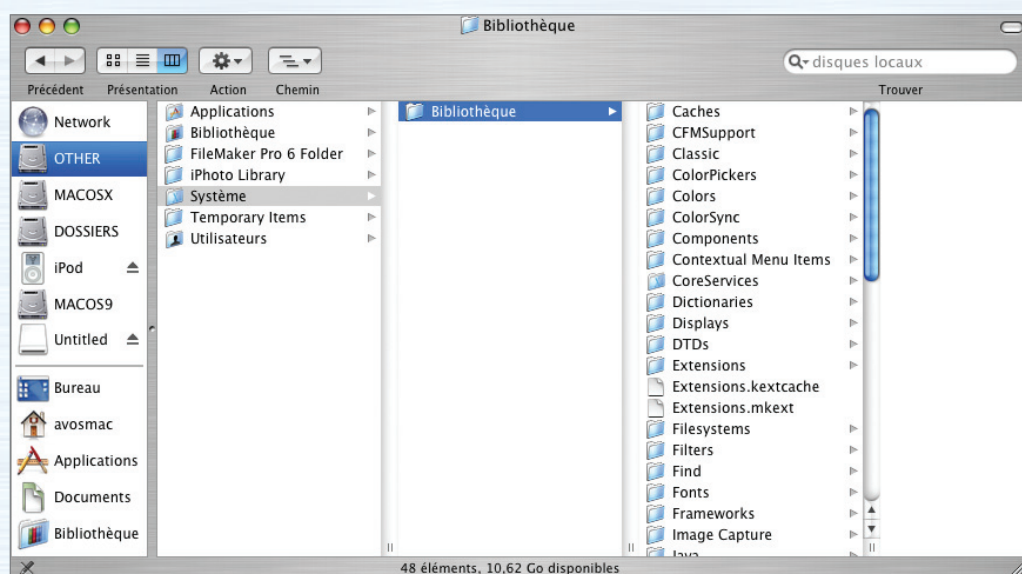 Bibliothèque
disques locaux
Précédent Présentation Action Chemin Trouver
Network
OTHER
MACOSX
DOSSIERS
iPod
MACOS9
Untitled
Bureau
avosmac
Applications
Documents
Bibliothèque
Applications
Bibliothèque
FileMaker Pro 6 Folder
iPhoto Library
Système
Temporary Items
Utilisateurs
Bibliothèque
Caches
CFMSupport
Classic
ColorPickers
Colors
ColorSync
Components
Contextual Menu Items
CoreServices
Dictionaries
Displays
DTDs
Extensions
Extensions.kextcache
Extensions.mkext
Filesystems
Filters
Find
Fonts
Frameworks
Image Capture
Java
48 éléments, 10,62 Go disponibles